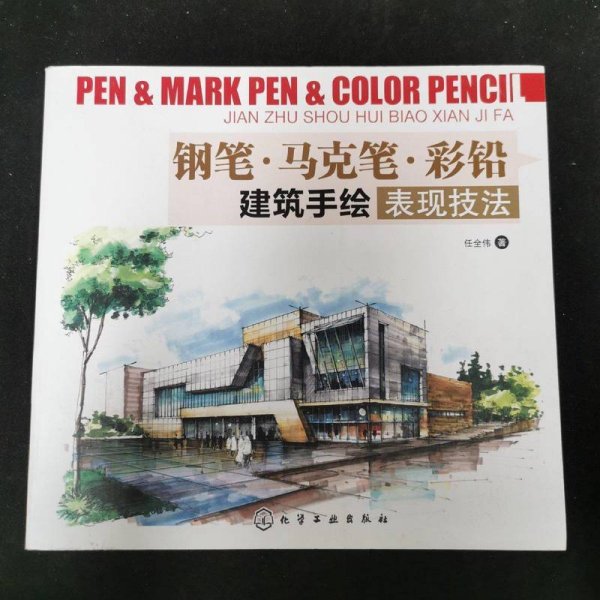 PEN & MARK PEN & COLOR PENCIL
JIAN ZHU SHOU HUI BIAO XIAN JI FA
钢笔·马克笔·彩铅
建筑手绘 表现技法
任全伟 著
化学工业出版社